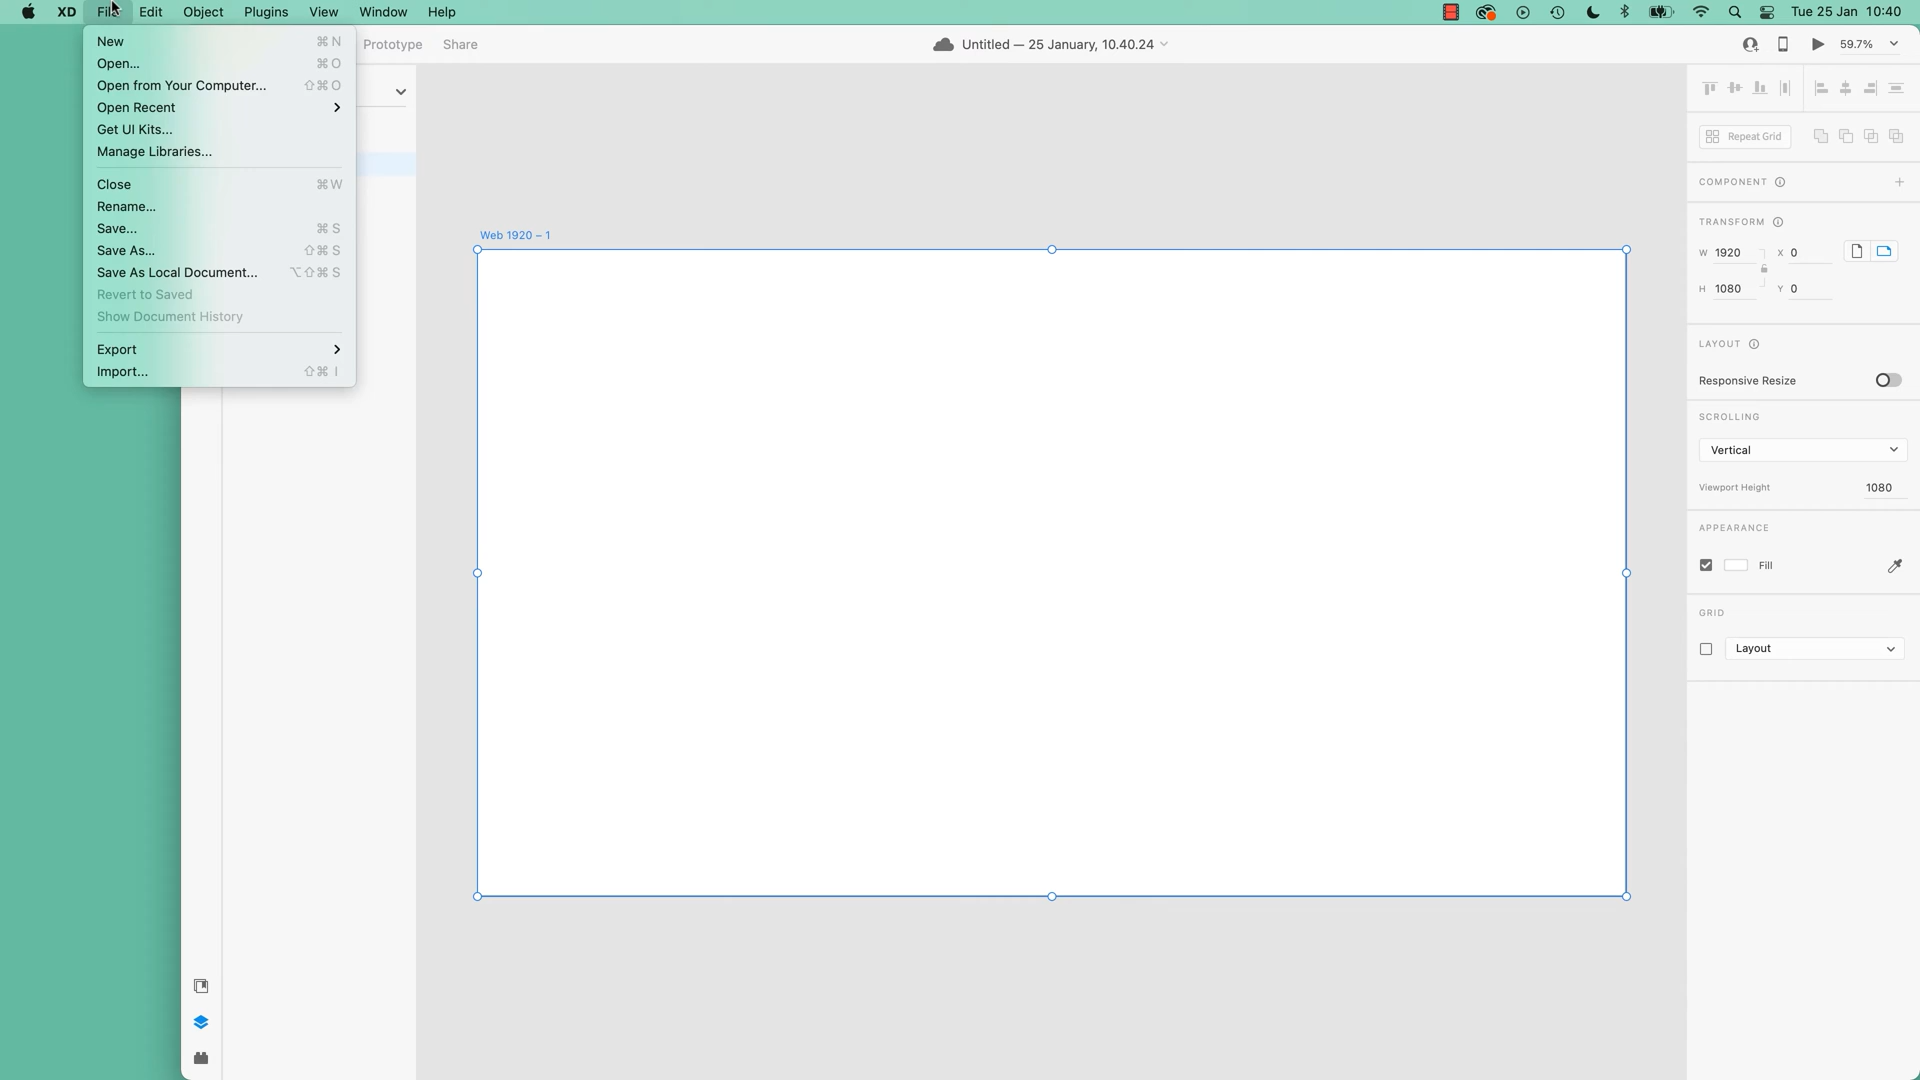 XD File Edit Object Plugins View Window Help
Tue 25 Jan 10:40
New ⌘ N
Open... ⌘ O
Open from Your Computer... ⇧⌘ O
Open Recent
Get UI Kits...
Manage Libraries...
Close ⌘ W
Rename...
Save... ⌘ S
Save As... ⇧⌘ S
Save As Local Document... ⌥⇧⌘ S
Revert to Saved
Show Document History
Export
Import... ⇧⌘ I
Prototype Share
Untitled — 25 January, 10.40.24
59.7%
Web 1920 – 1
Repeat Grid
COMPONENT
TRANSFORM
W 1920 X 0
H 1080 Y 0
LAYOUT
Responsive Resize
SCROLLING
Vertical
Viewport Height 1080
APPEARANCE
Fill
GRID
Layout